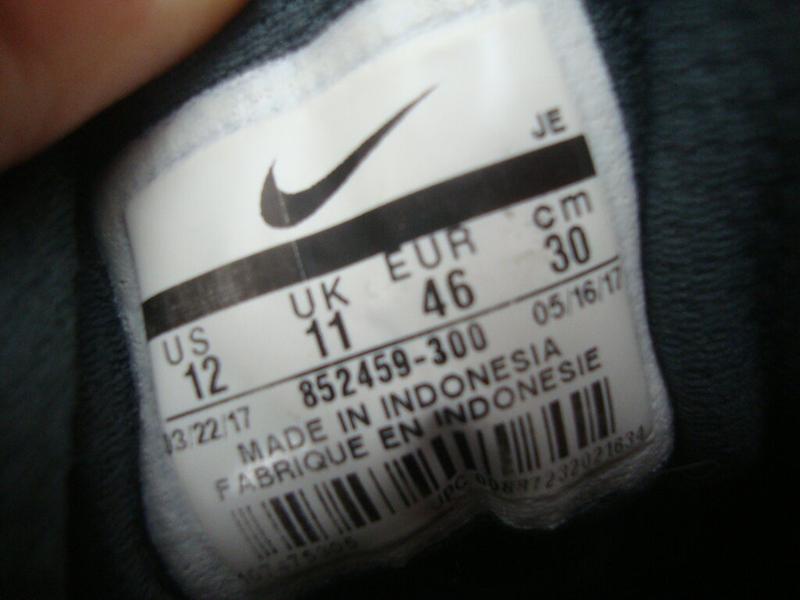 JE
US UK EUR cm
12 11 46 30
03/22/17 852459-300 05/16/17
MADE IN INDONESIA
FABRIQUE EN INDONESIE